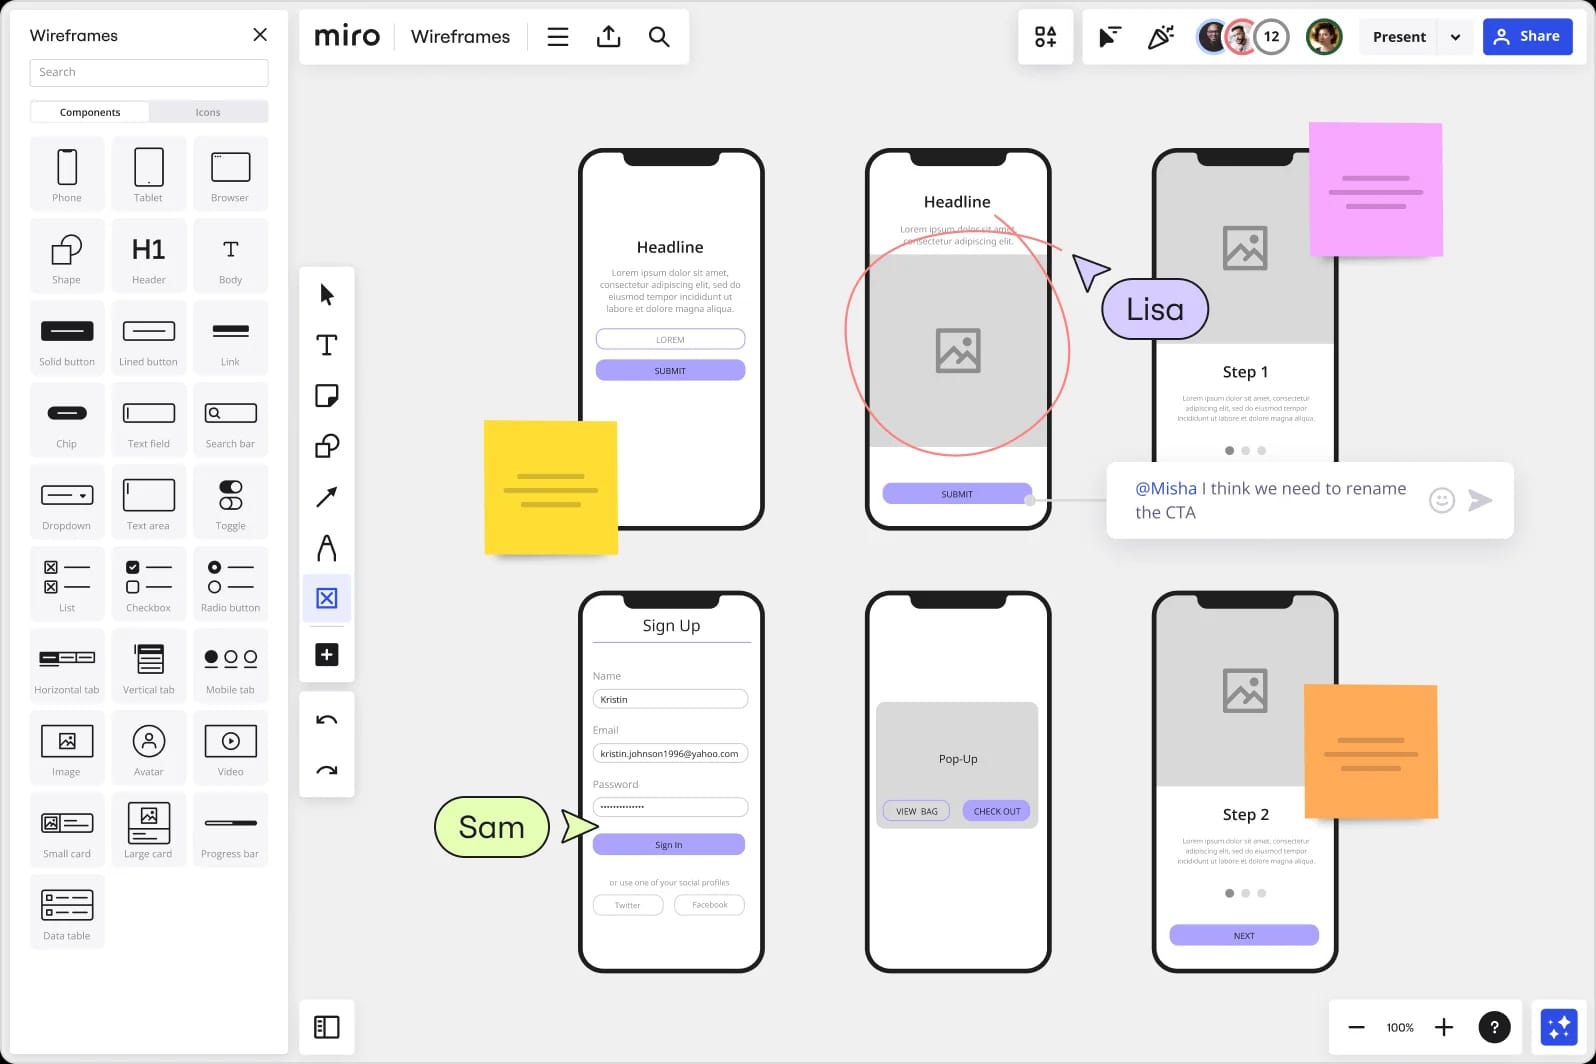 Wireframes
Search
Components Icons
Phone Tablet Browser
H1 T
Shape Header Body
Solid button Lined button Link
Chip Text field Search bar
Dropdown Text area Toggle
List Checkbox Radio button
Horizontal tab Vertical tab Mobile tab
Image Avatar Video
Small card Large card Progress bar
Data table
miro Wireframes
12 Present Share
Headline
Lorem ipsum dolor sit amet,
consectetur adipiscing elit, sed do
eiusmod tempor incididunt ut
labore et dolore magna aliqua.
LOREM
SUBMIT
Headline
Lorem ipsum dolor sit amet,
consectetur adipiscing elit.
SUBMIT
Lisa
Step 1
Lorem ipsum dolor sit amet, consectetur
adipiscing elit, sed do eiusmod tempor
incididunt ut labore et dolore magna aliqua.
@Misha I think we need to rename
the CTA
Sign Up
Name
Kristin
Email
kristin.johnson1996@yahoo.com
Password
Sign In
or use one of your social profiles
Twitter Facebook
Sam
Pop-Up
VIEW BAG CHECK OUT
Step 2
Lorem ipsum dolor sit amet, consectetur
adipiscing elit, sed do eiusmod tempor
incididunt ut labore et dolore magna aliqua.
NEXT
100% ?